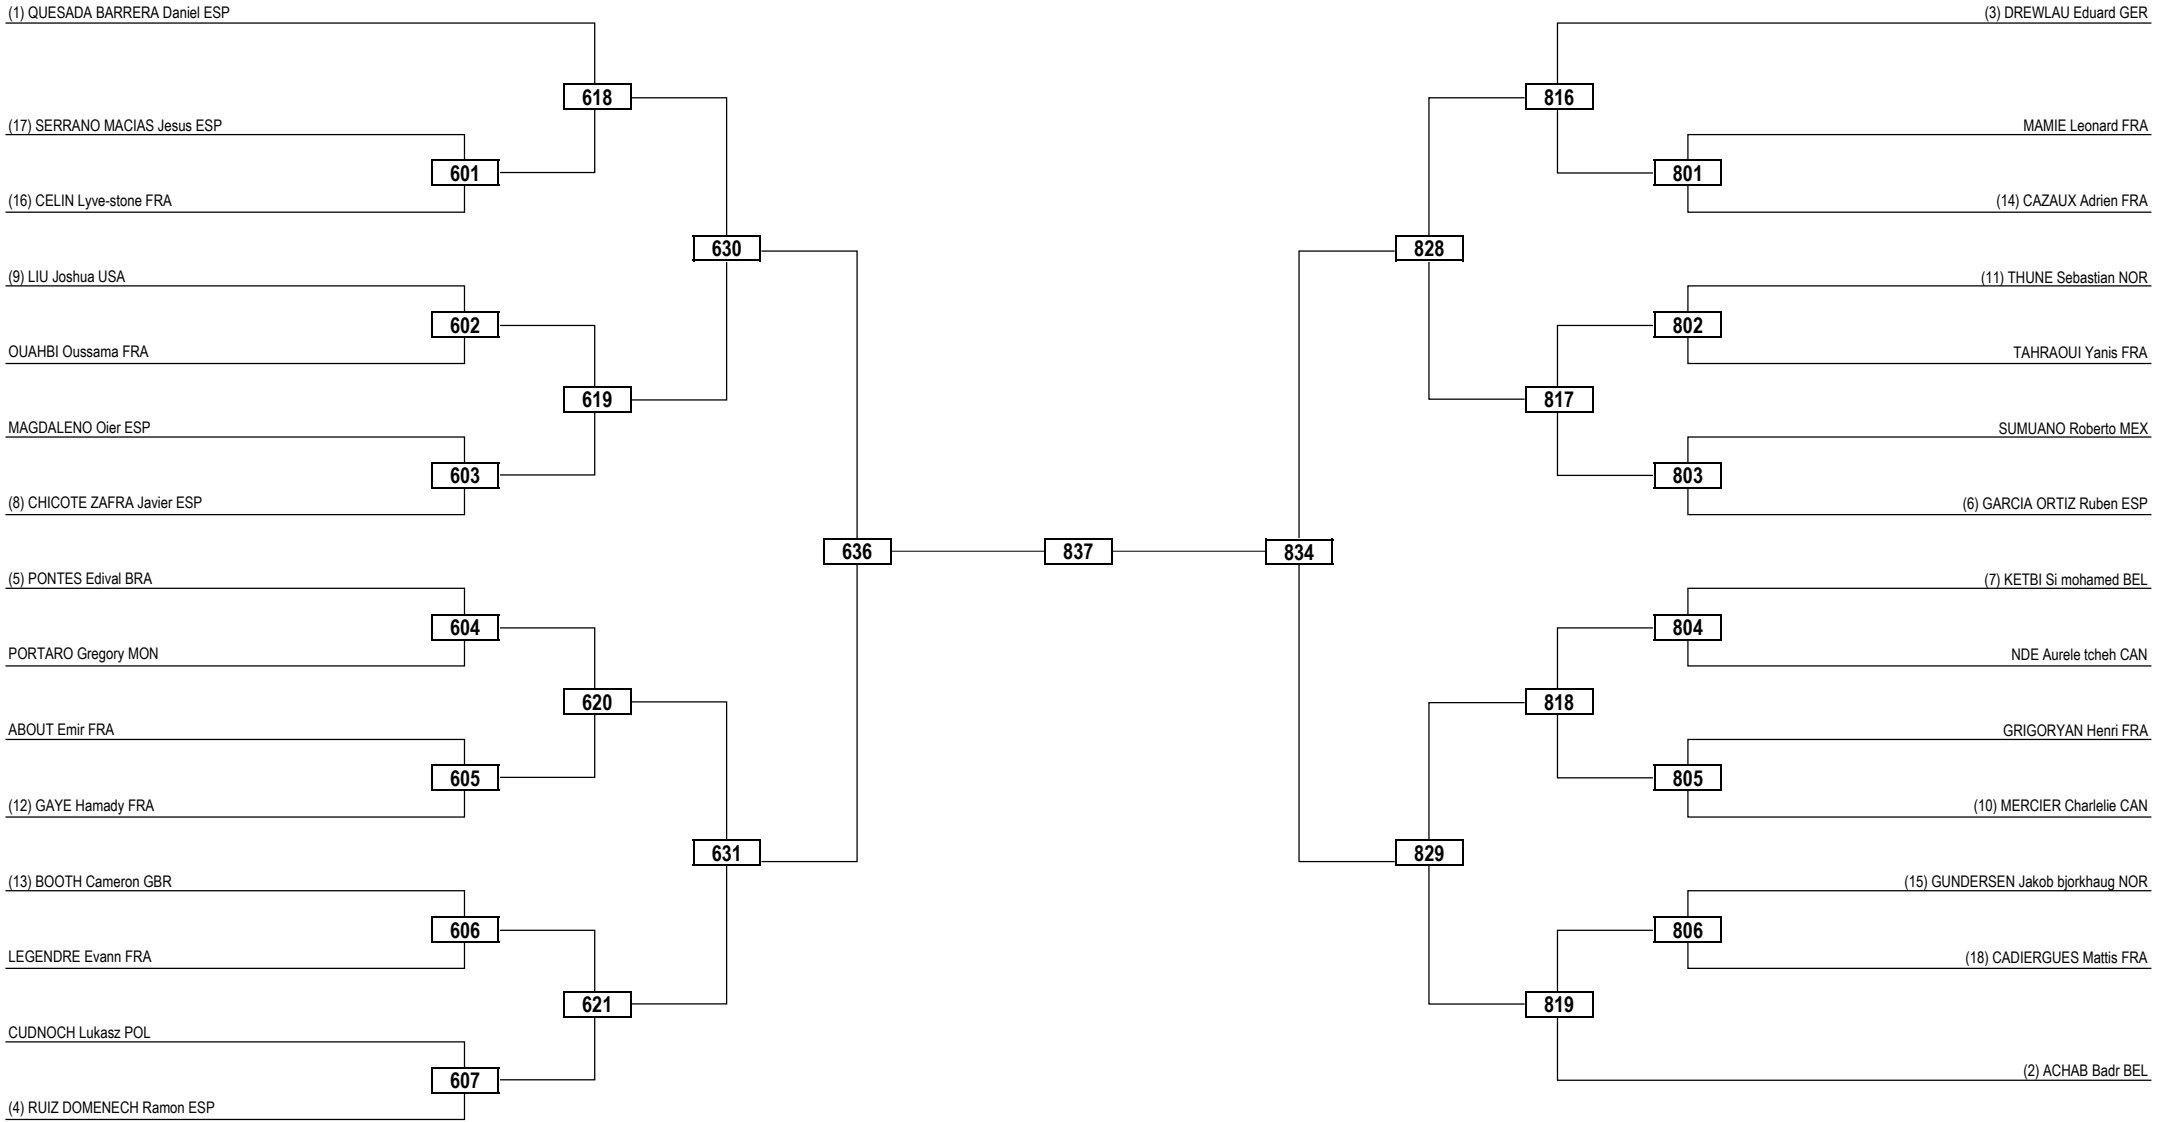 (1) QUESADA BARRERA Daniel ESP
618
(17) SERRANO MACIAS Jesus ESP
601
(16) CELIN Lyve-stone FRA
630
(9) LIU Joshua USA
602
OUAHBI Oussama FRA
619
MAGDALENO Oier ESP
603
(8) CHICOTE ZAFRA Javier ESP
636
(5) PONTES Edival BRA
604
PORTARO Gregory MON
620
ABOUT Emir FRA
605
(12) GAYE Hamady FRA
631
(13) BOOTH Cameron GBR
606
LEGENDRE Evann FRA
621
CUDNOCH Lukasz POL
607
(4) RUIZ DOMENECH Ramon ESP
837
(3) DREWLAU Eduard GER
816
MAMIE Leonard FRA
801
(14) CAZAUX Adrien FRA
828
(11) THUNE Sebastian NOR
802
TAHRAOUI Yanis FRA
817
SUMUANO Roberto MEX
803
(6) GARCIA ORTIZ Ruben ESP
834
(7) KETBI Si mohamed BEL
804
NDE Aurele tcheh CAN
818
GRIGORYAN Henri FRA
805
(10) MERCIER Charlelie CAN
829
(15) GUNDERSEN Jakob bjorkhaug NOR
806
(18) CADIERGUES Mattis FRA
819
(2) ACHAB Badr BEL